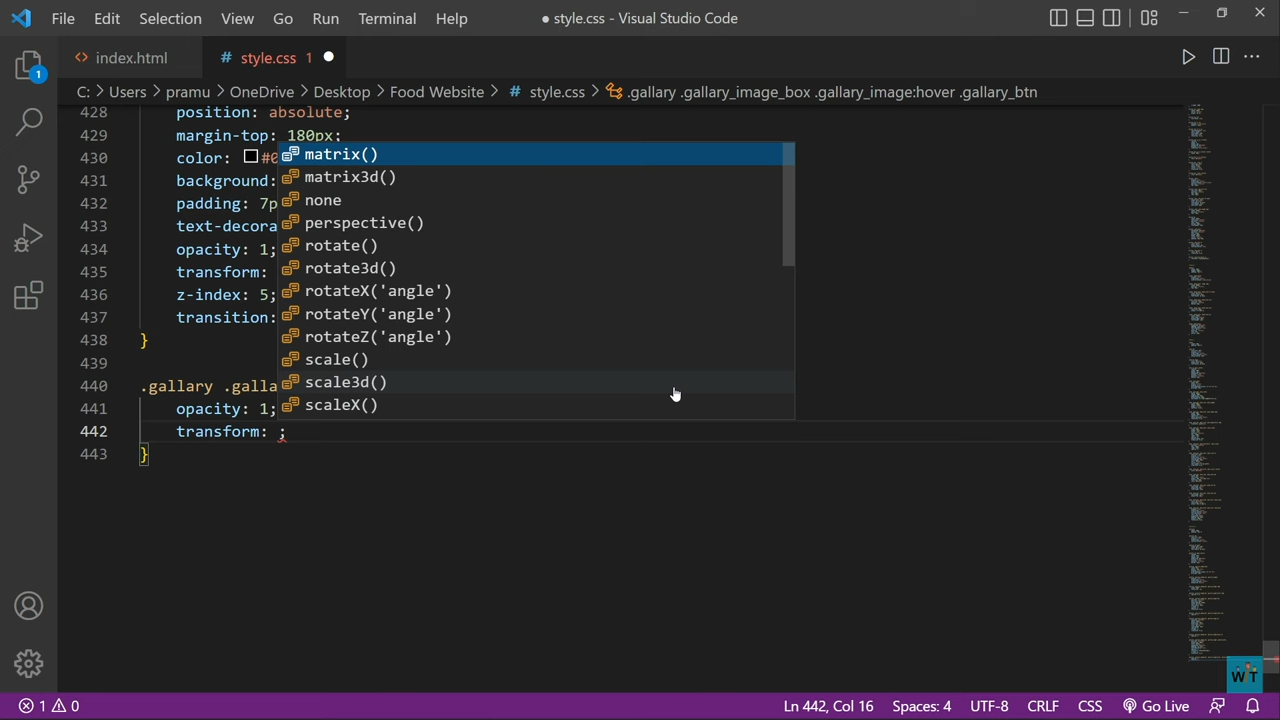 File Edit Selection View Go Run Terminal Help ● style.css - Visual Studio Code
<> index.html # style.css 1 ●
1
C: > Users > pramu > OneDrive > Desktop > Food Website > # style.css > .gallary .gallary_image_box .gallary_image:hover .gallary_btn
428 position: absolute;
429 margin-top: 180px;
430 color: #0
431 background:
432 padding: 7p
433 text-decora
434 opacity: 1;
435 transform:
436 z-index: 5;
437 transition:
438 }
439
440 .gallary .galla
441 opacity: 1;
442 transform: ;
443 }
matrix()
matrix3d()
none
perspective()
rotate()
rotate3d()
rotateX('angle')
rotateY('angle')
rotateZ('angle')
scale()
scale3d()
scaleX()
WT
1 0 Ln 442, Col 16 Spaces: 4 UTF-8 CRLF CSS Go Live